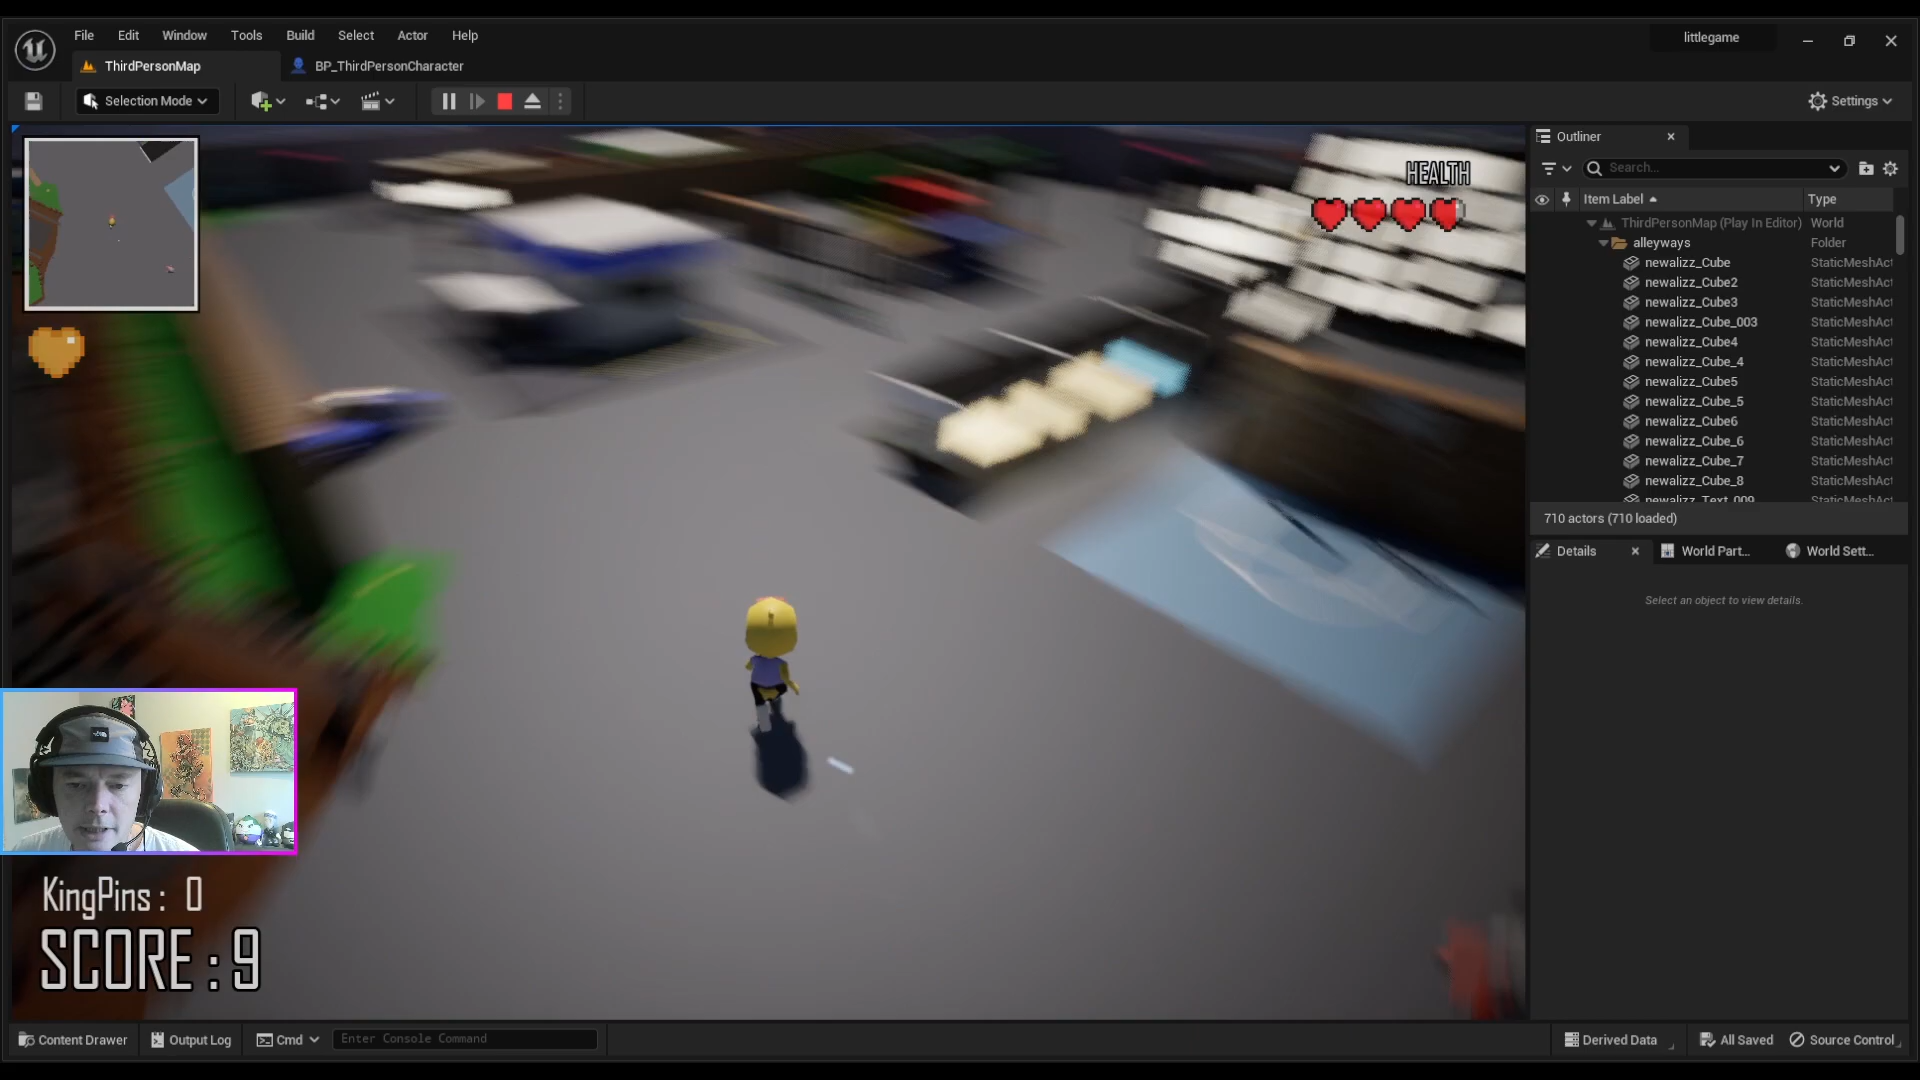 File Edit Window Tools Build Select Actor Help
littlegame
ThirdPersonMap
BP_ThirdPersonCharacter
Selection Mode
Settings
Outliner
Search...
Item Label
Type
ThirdPersonMap (Play In Editor) World
alleyways Folder
newalizz_Cube StaticMeshAct
newalizz_Cube2 StaticMeshAct
newalizz_Cube3 StaticMeshAct
newalizz_Cube_003 StaticMeshAct
newalizz_Cube4 StaticMeshAct
newalizz_Cube_4 StaticMeshAct
newalizz_Cube5 StaticMeshAct
newalizz_Cube_5 StaticMeshAct
newalizz_Cube6 StaticMeshAct
newalizz_Cube_6 StaticMeshAct
newalizz_Cube_7 StaticMeshAct
newalizz_Cube_8 StaticMeshAct
newalizz_Text_009 StaticMeshAct
710 actors (710 loaded)
Details
World Part...
World Sett...
Select an object to view details.
HEALTH
KingPins : 0
SCORE : 9
Content Drawer
Output Log
Cmd
Enter Console Command
Derived Data
All Saved
Source Control